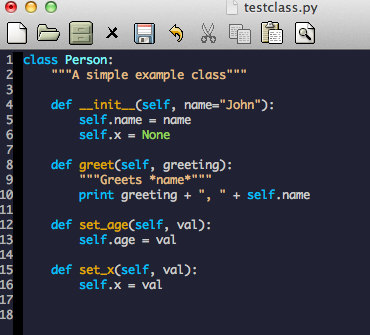 testclass.py
1 class Person:
2     """A simple example class"""
3
4     def __init__(self, name="John"):
5         self.name = name
6         self.x = None
7
8     def greet(self, greeting):
9         """Greets *name*"""
10         print greeting + ", " + self.name
11
12     def set_age(self, val):
13         self.age = val
14
15     def set_x(self, val):
16         self.x = val
17
18